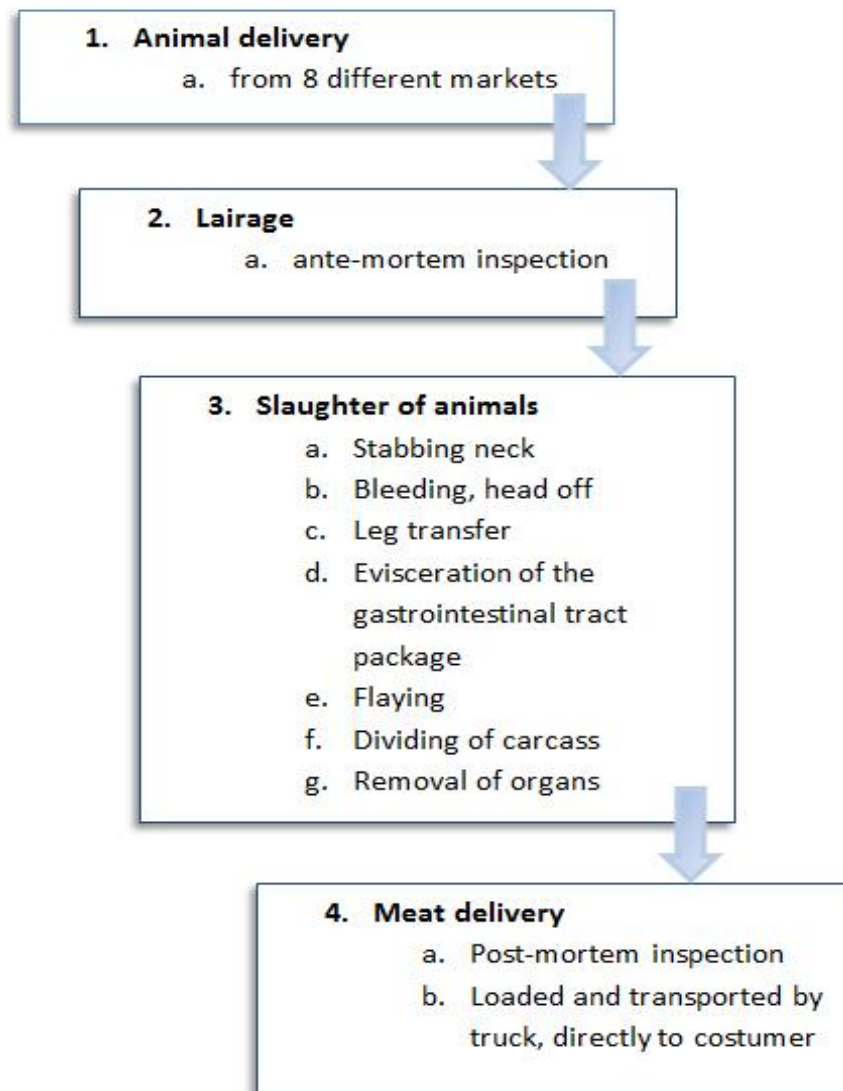 1. Animal delivery
a. from 8 different markets
2. Lairage
a. ante-mortem inspection
3. Slaughter of animals
a. Stabbing neck
b. Bleeding, head off
c. Leg transfer
d. Evisceration of the
gastrointestinal tract
package
e. Flaying
f. Dividing of carcass
g. Removal of organs
4. Meat delivery
a. Post-mortem inspection
b. Loaded and transported by
truck, directly to costumer